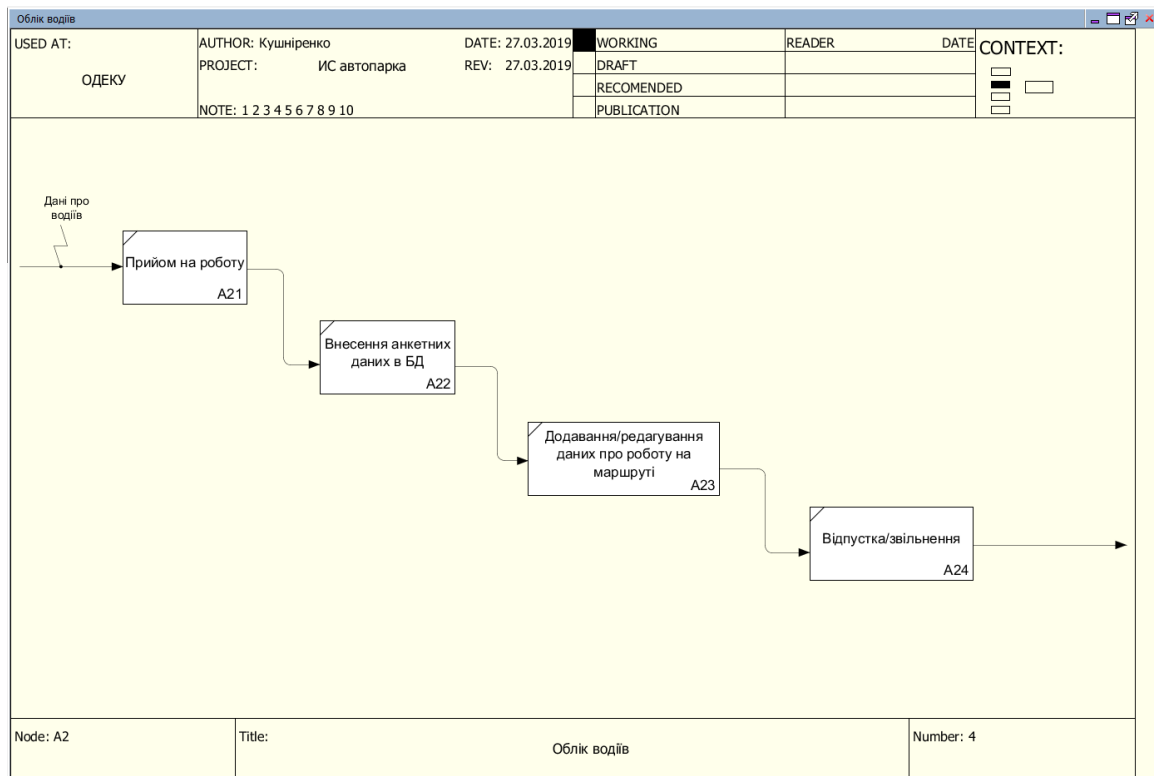 Облік водіїв
USED AT:
ОДЕКУ
AUTHOR: Кушніренко
DATE: 27.03.2019
PROJECT: ИС автопарка
REV: 27.03.2019
NOTE: 1 2 3 4 5 6 7 8 9 10
WORKING
DRAFT
RECOMENDED
PUBLICATION
READER DATE
CONTEXT:
Дані про
водіїв
Прийом на роботу
A21
Внесення анкетних
даних в БД
A22
Додавання/редагування
даних про роботу на
маршруті
A23
Відпустка/звільнення
A24
Node: A2
Title:
Облік водіїв
Number: 4